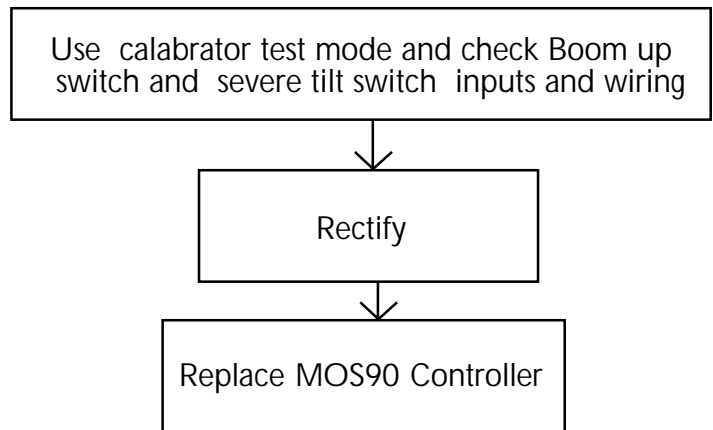 Use calabrator test mode and check Boom up
switch and severe tilt switch inputs and wiring
Rectify
Replace MOS90 Controller